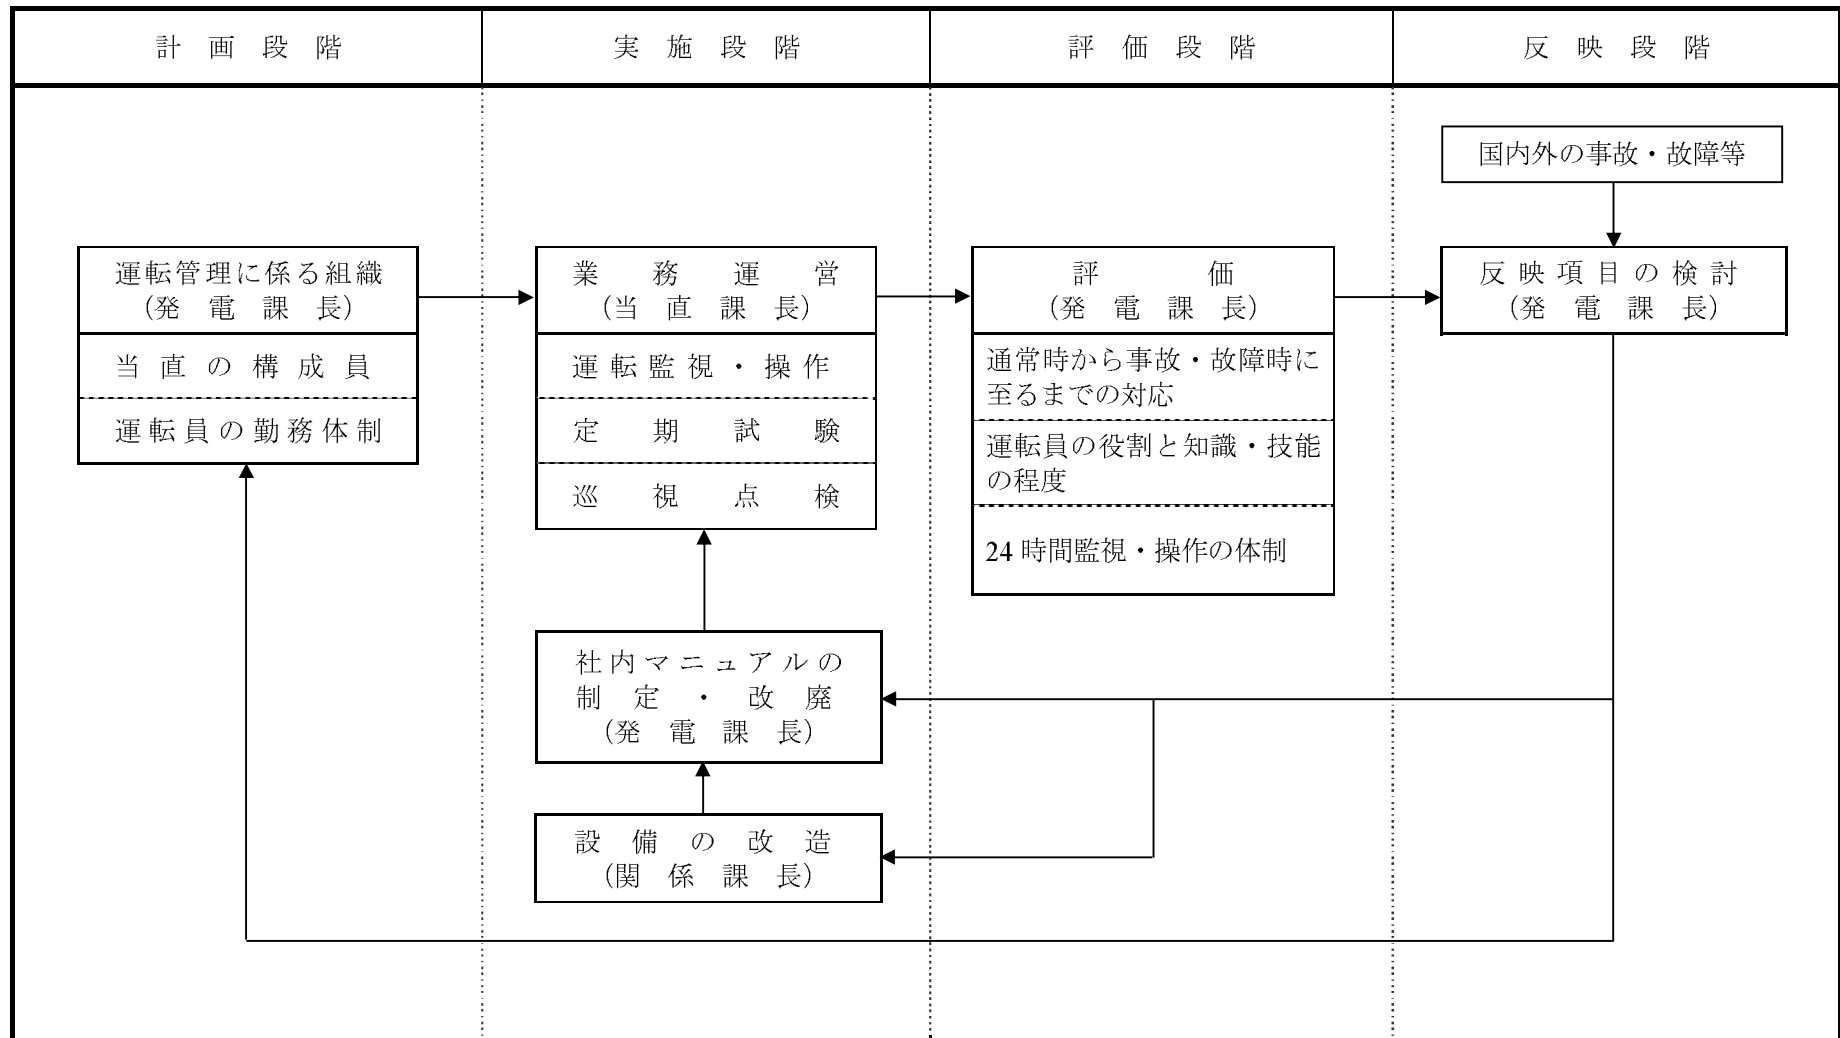 計画段階
実施段階
評価段階
反映段階
国内外の事故・故障等
運転管理に係る組織
(発電課長)
当直の構成員
運転員の勤務体制
業務運営
(当直課長)
運転監視・操作
定期試験
巡視点検
評価
(発電課長)
通常時から事故・故障時に
至るまでの対応
運転員の役割と知識・技能
の程度
24時間監視・操作の体制
反映項目の検討
(発電課長)
社内マニュアルの
制定・改廃
(発電課長)
設備の改造
(関係課長)